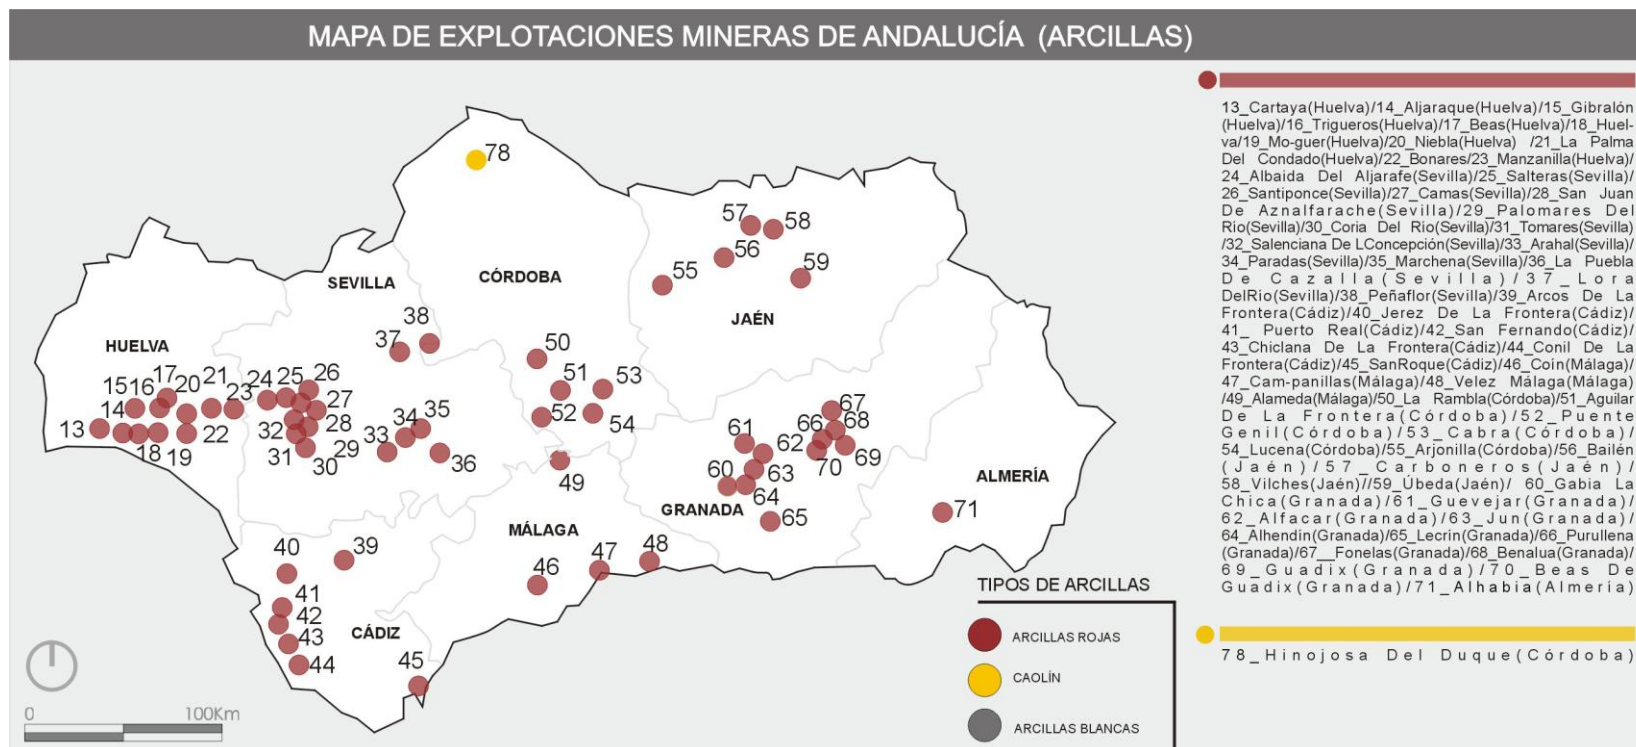 MAPA DE EXPLOTACIONES MINERAS DE ANDALUCÍA (ARCILLAS)
78
57
58
56
55
59
SEVILLA
CÓRDOBA
JAÉN
38
37
HUELVA
50
51
53
52
54
17
26
15 16
20
21
24
25
23
27
14
13
28
32
34
35
22
18
19
31
29
30
33
36
67
68
61
66
62
69
70
60
63
64
49
GRANADA
65
ALMERÍA
71
MÁLAGA
40
39
48
47
46
41
42
43
CÁDIZ
44
45
0
100Km
TIPOS DE ARCILLAS
ARCILLAS ROJAS
CAOLÍN
ARCILLAS BLANCAS
13_Cartaya(Huelva)/14_Aljaraque(Huelva)/15_Gibralón
(Huelva)/16_Trigueros(Huelva)/17_Beas(Huelva)/18_Huel-
va/19_Mo-guer(Huelva)/20_Niebla(Huelva) /21_La Palma
Del Condado(Huelva)/22_Bonares/23_Manzanilla(Huelva)/
24_Albaida Del Aljarafe(Sevilla)/25_Salteras(Sevilla)/
26_Santiponce(Sevilla)/27_Camas(Sevilla)/28_San Juan
De Aznalfarache(Sevilla)/29_Palomares Del
Rio(Sevilla)/30_Coria Del Rio(Sevilla)/31_Tomares(Sevilla)
/32_Salenciana De LConcepción(Sevilla)/33_Arahal(Sevilla)/
34_Paradas(Sevilla)/35_Marchena(Sevilla)/36_La Puebla
De Cazalla(Sevilla)/37_Lora
DelRio(Sevilla)/38_Peñaflor(Sevilla)/39_Arcos De La
Frontera(Cádiz)/40_Jerez De La Frontera(Cádiz)/
41_ Puerto Real(Cádiz)/42_San Fernando(Cádiz)/
43_Chiclana De La Frontera(Cádiz)/44_Conil De La
Frontera(Cádiz)/45_SanRoque(Cádiz)/46_Coin(Málaga)/
47_Cam-panillas(Málaga)/48_Velez Málaga(Málaga)
/49_Alameda(Málaga)/50_La Rambla(Córdoba)/51_Aguilar
De La Frontera(Córdoba)/52_Puente
Genil(Córdoba)/53_Cabra(Córdoba)/
54_Lucena(Córdoba)/55_Arjonilla(Córdoba)/56_Bailén
(Jaén)/57_Carboneros(Jaén)/
58_Vilches(Jaén)//59_Úbeda(Jaén)/ 60_Gabia La
Chica(Granada)/61_Guevejar(Granada)/
62_Alfacar(Granada)/63_Jun(Granada)/
64_Alhendin(Granada)/65_Lecrin(Granada)/66_Purullena
(Granada)/67__Fonelas(Granada)/68_Benalua(Granada)/
69_Guadix(Granada)/70_Beas De
Guadix(Granada)/71_Alhabia(Almeria)
78_Hinojosa Del Duque(Córdoba)